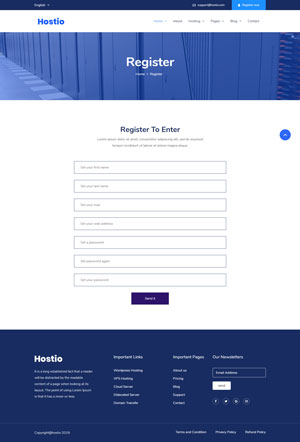 English
support@hostio.com
Register now
Hostio
Home
About
Hosting
Pages
Blog
Contact
Register
Home
Register
Register To Enter
Lorem ipsum dolor sit amet, consectetur adipiscing elit, sed do eiusmod
tempor incididunt ut labore et dolore magna aliqua.
Set your first name
Set your last name
Set your mail
Set your web address
Set a password
Set password again
Set your password
Send it
Hostio
It is a long established fact that a reader
will be distracted by the readable
content of a page when looking at its
layout. The point of using Lorem Ipsum
is that it has a more-or-less
Important Links
Wordpress Hosting
VPS Hosting
Cloud Server
Dedicated Server
Domain Transfer
Important Pages
About us
Pricing
Blog
Support
Contact us
Our Newsletters
Email Address
send
Copyright@hostio 2019
Terms and Condition
Privacy Policy
Refund Policy